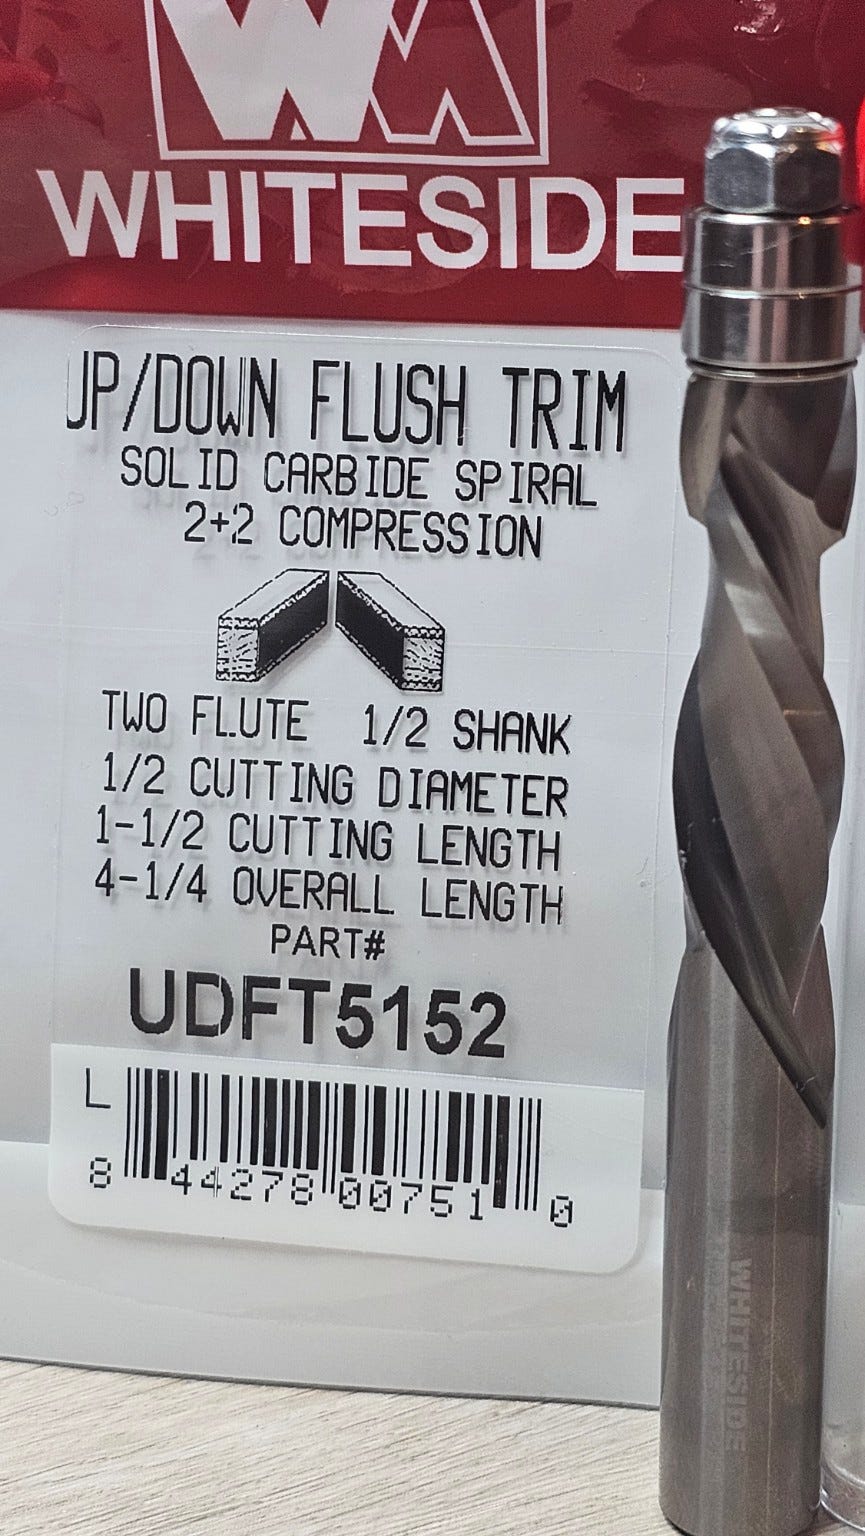 WHITESIDE
UP/DOWN FLUSH TRIM
SOLID CARBIDE SPIRAL
2+2 COMPRESSION
TWO FLUTE 1/2 SHANK
1/2 CUTTING DIAMETER
1-1/2 CUTTING LENGTH
4-1/4 OVERALL LENGTH
PART#
UDFT5152
L
8 44278 00751 0
WHITESIDE